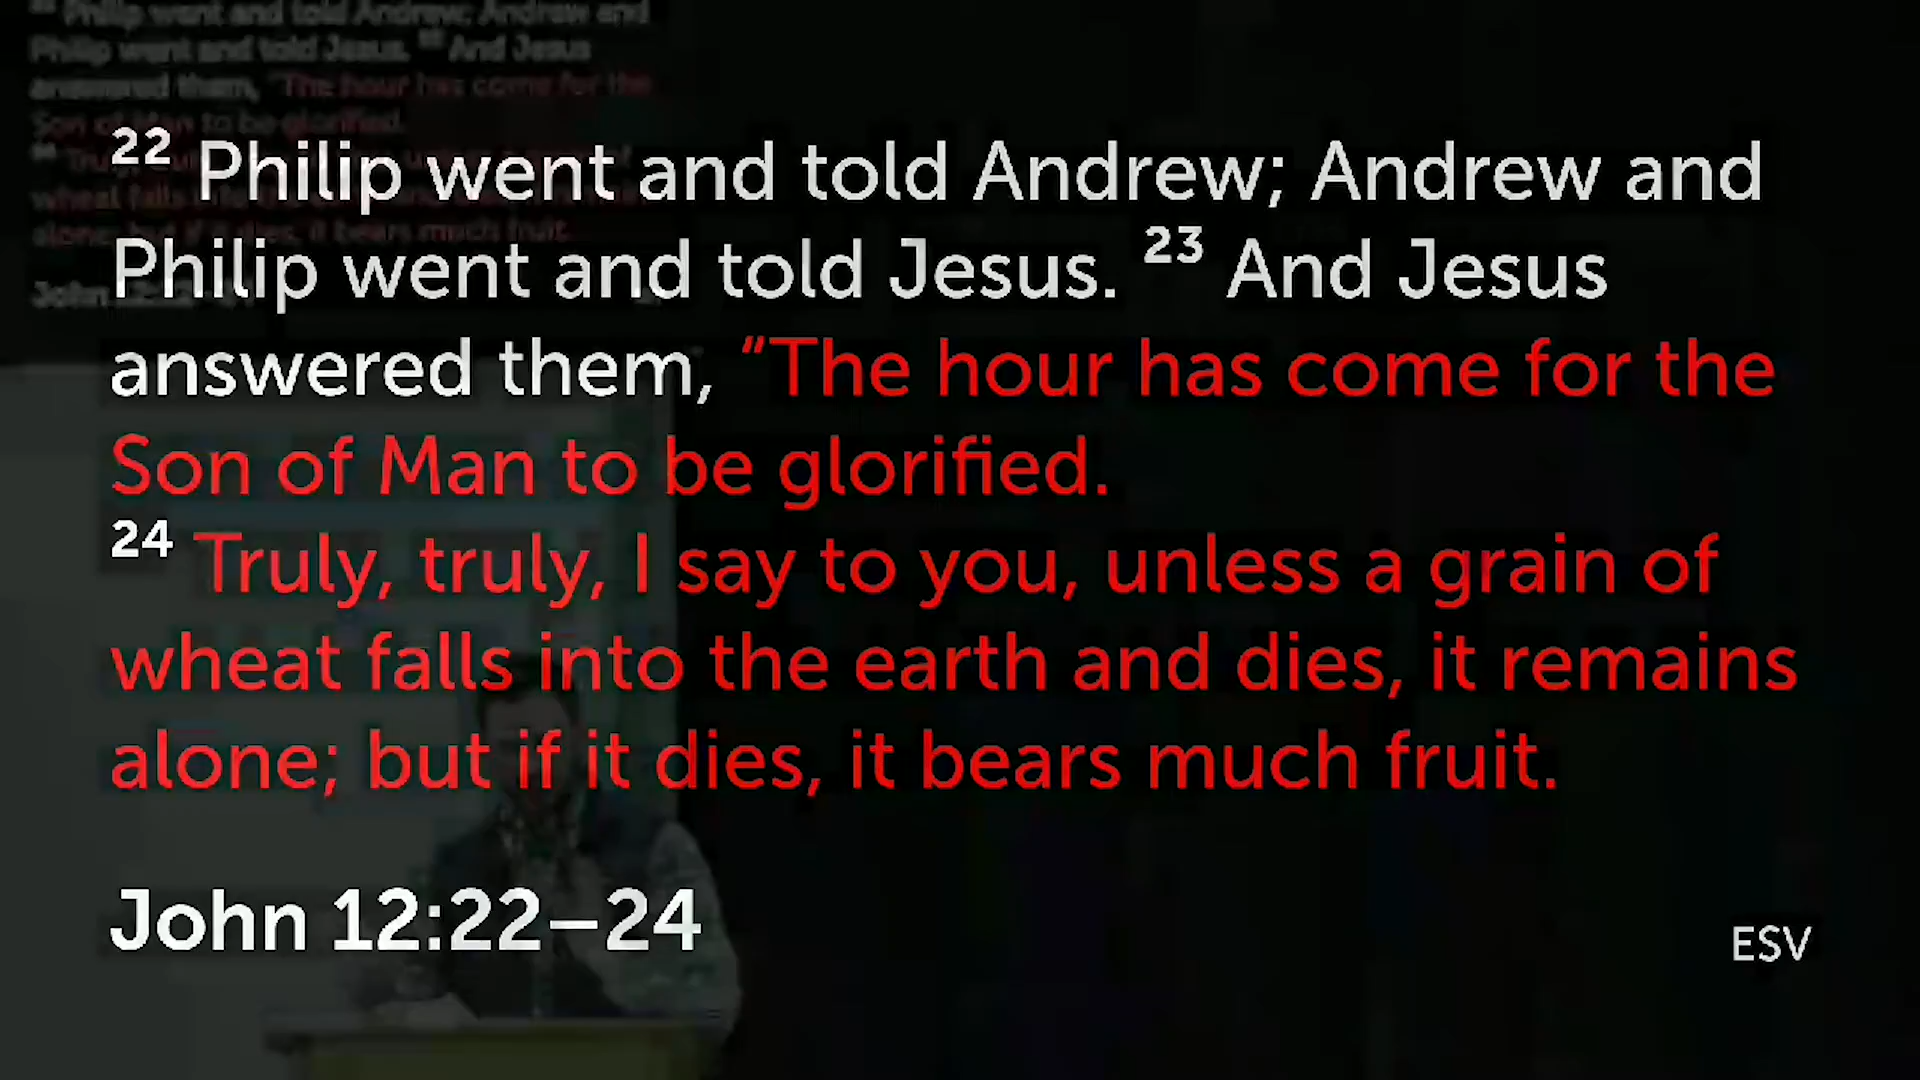 22 Philip went and told Andrew; Andrew and
Philip went and told Jesus. 23 And Jesus
answered them, “The hour has come for the
Son of Man to be glorified.
24 Truly, truly, I say to you, unless a grain of
wheat falls into the earth and dies, it remains
alone; but if it dies, it bears much fruit.
John 12:22–24
ESV